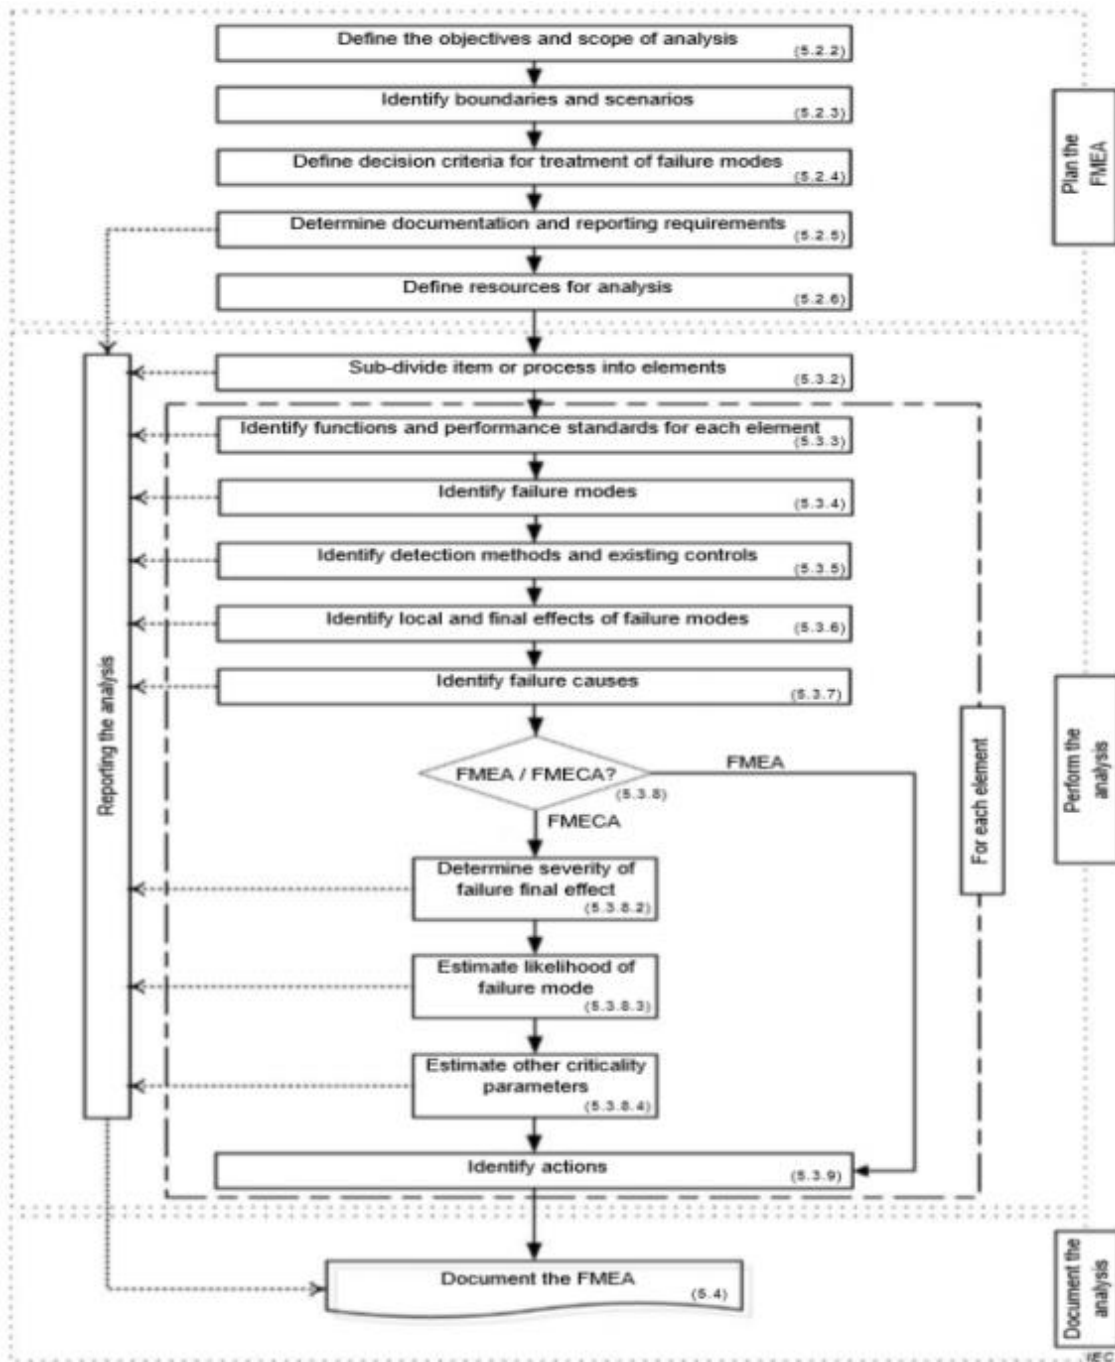 Define the objectives and scope of analysis
(5.2.2)
Identify boundaries and scenarios
(5.2.3)
Define decision criteria for treatment of failure modes
(5.2.4)
Determine documentation and reporting requirements
(5.2.5)
Define resources for analysis
(5.2.6)
Plan the
FMEA
Sub-divide item or process into elements
(5.3.2)
Identify functions and performance standards for each element
(5.3.3)
Identify failure modes
(5.3.4)
Identify detection methods and existing controls
(5.3.5)
Identify local and final effects of failure modes
(5.3.6)
Identify failure causes
(5.3.7)
Reporting the analysis
FMEA / FMECA?
(5.3.8)
FMEA
FMECA
Determine severity of
failure final effect
(5.3.8.2)
Estimate likelihood of
failure mode
(5.3.8.3)
Estimate other criticality
parameters
(5.3.8.4)
Identify actions
(5.3.9)
For each element
Perform the
analysis
Document the FMEA
(5.4)
Document the
analysis
IEC